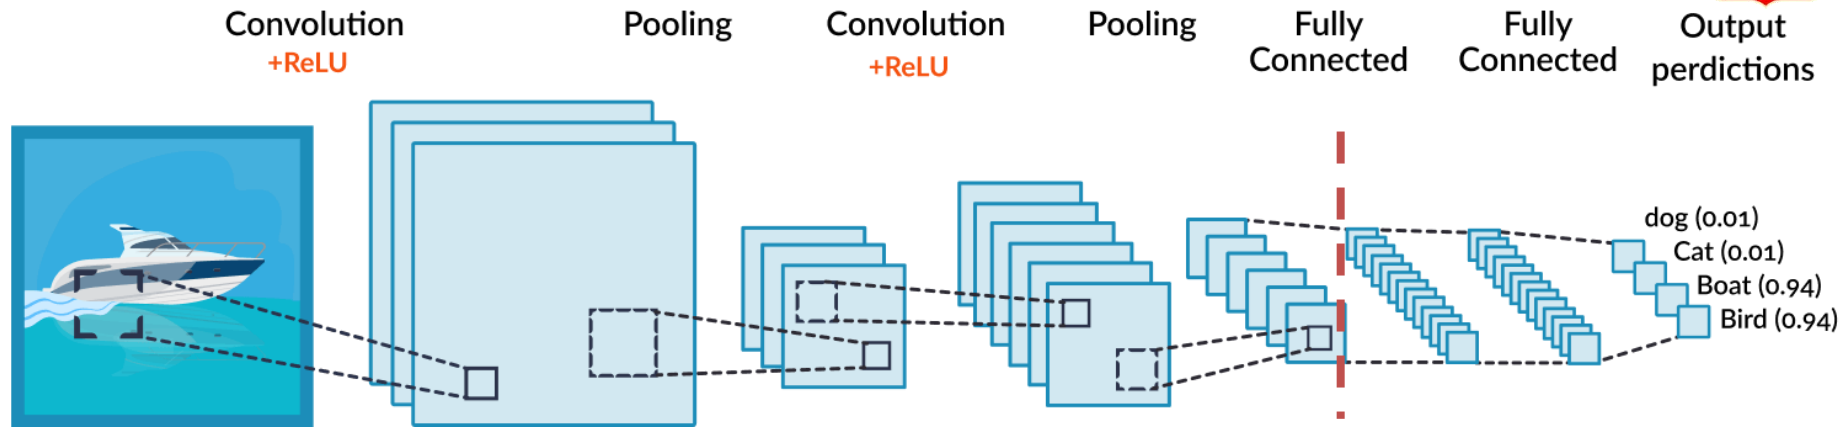 Convolution
+ReLU
Pooling
Convolution
+ReLU
Pooling
Fully
Connected
Fully
Connected
Output
perdictions
dog (0.01)
Cat (0.01)
Boat (0.94)
Bird (0.94)